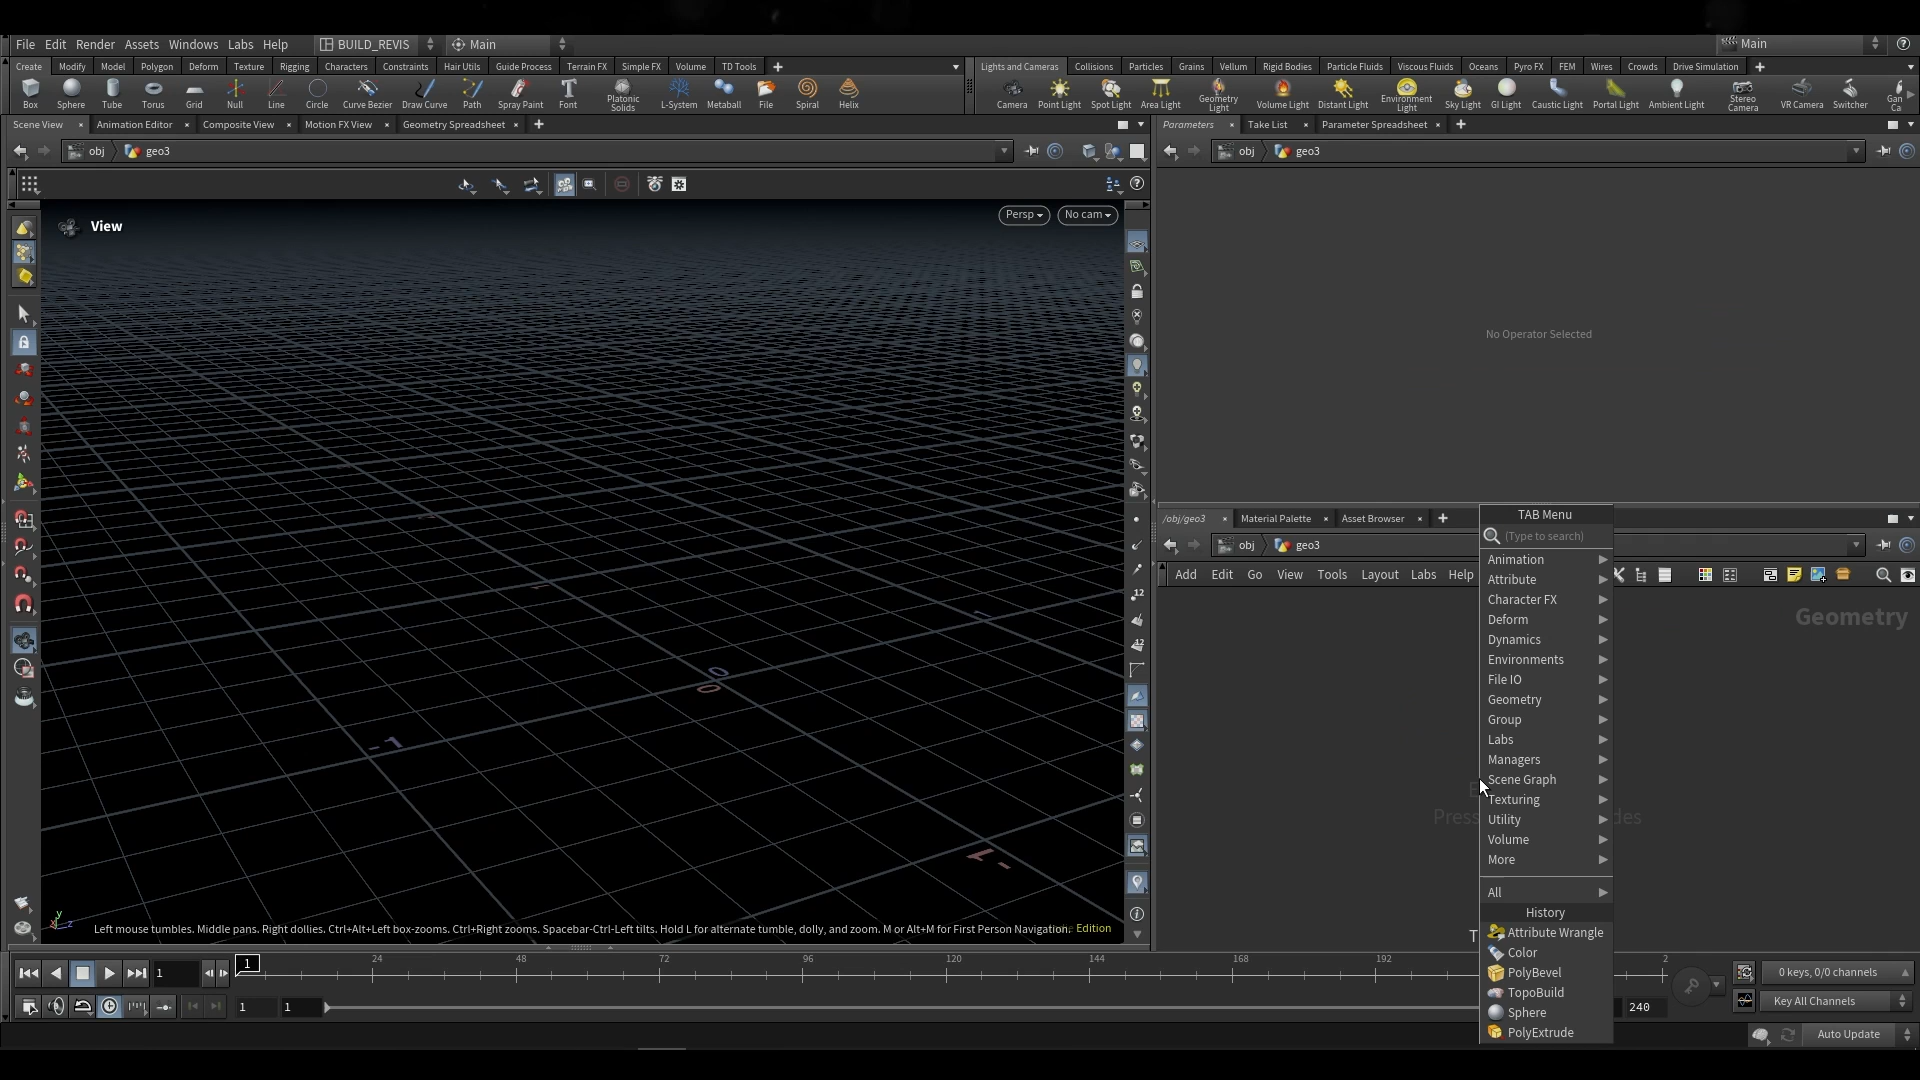 File Edit Render Assets Windows Labs Help BUILD_REVIS Main Main
Create Modify Model Polygon Deform Texture Rigging Characters Constraints Hair Utils Guide Process Terrain FX Simple FX Volume TD Tools
Lights and Cameras Collisions Particles Grains Vellum Rigid Bodies Particle Fluids Viscous Fluids Oceans Pyro FX FEM Wires Crowds Drive Simulation
Box Sphere Tube Torus Grid Null Line Circle Curve Bezier Draw Curve Path Spray Paint Font Platonic Solids L-System Metaball File Spiral Helix
Camera Point Light Spot Light Area Light Geometry Light Volume Light Distant Light Environment Light Sky Light GI Light Caustic Light Portal Light Ambient Light Stereo Camera VR Camera Switcher
Scene View Animation Editor Composite View Motion FX View Geometry Spreadsheet
Parameters Take List Parameter Spreadsheet
obj geo3
obj geo3
View
Persp No cam
No Operator Selected
/obj/geo3 Material Palette Asset Browser
obj geo3
Add Edit Go View Tools Layout Labs Help
Geometry
TAB Menu
(Type to search)
Animation
Attribute
Character FX
Deform
Dynamics
Environments
File IO
Geometry
Group
Labs
Managers
Scene Graph
Texturing
Utility
Volume
More
All
History
Attribute Wrangle
Color
PolyBevel
TopoBuild
Sphere
PolyExtrude
0
0
-1
-1
12
12
y
z
Left mouse tumbles. Middle pans. Right dollies. Ctrl+Alt+Left box-zooms. Ctrl+Right zooms. Spacebar-Ctrl-Left tilts. Hold L for alternate tumble, dolly, and zoom. M or Alt+M for First Person Navigation. Edition
1 1 24 48 72 96 120 144 168 192 2
0 keys, 0/0 channels
1 1 240
Key All Channels
Auto Update